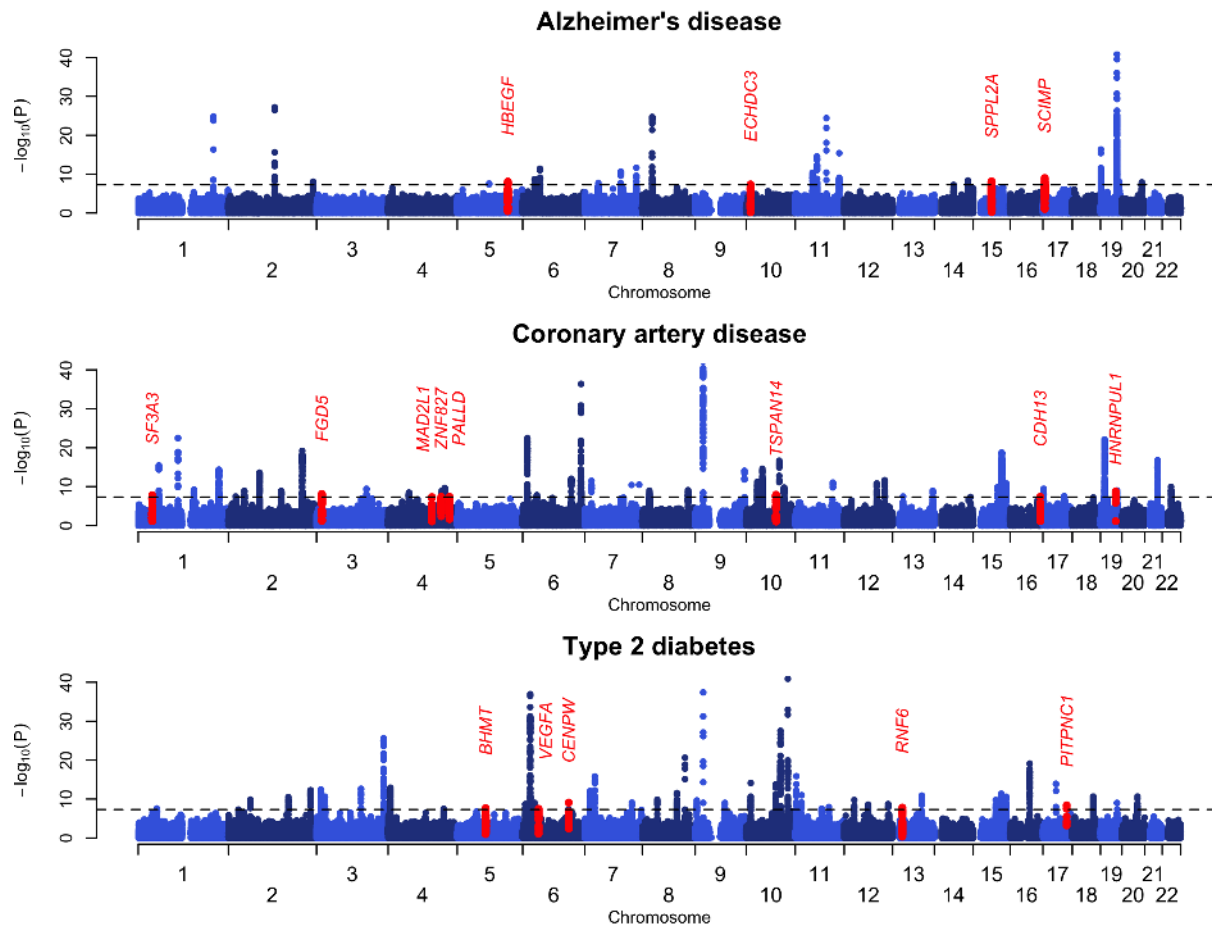 Alzheimer's disease
−log10(P)
0 10 20 30 40
HBEGF
ECHDC3
SPPL2A
SCIMP
1 2 3 4 5 6 7 8 9 10 11 12 13 14 15 16 17 18 19 20 21 22
Chromosome
Coronary artery disease
−log10(P)
0 10 20 30 40
SF3A3
FGD5
MAD2L1
ZNF827
PALLD
TSPAN14
CDH13
HNRNPUL1
1 2 3 4 5 6 7 8 9 10 11 12 13 14 15 16 17 18 19 20 21 22
Chromosome
Type 2 diabetes
−log10(P)
0 10 20 30 40
BHMT
VEGFA
CENPW
RNF6
PITPNC1
1 2 3 4 5 6 7 8 9 10 11 12 13 14 15 16 17 18 19 20 21 22
Chromosome